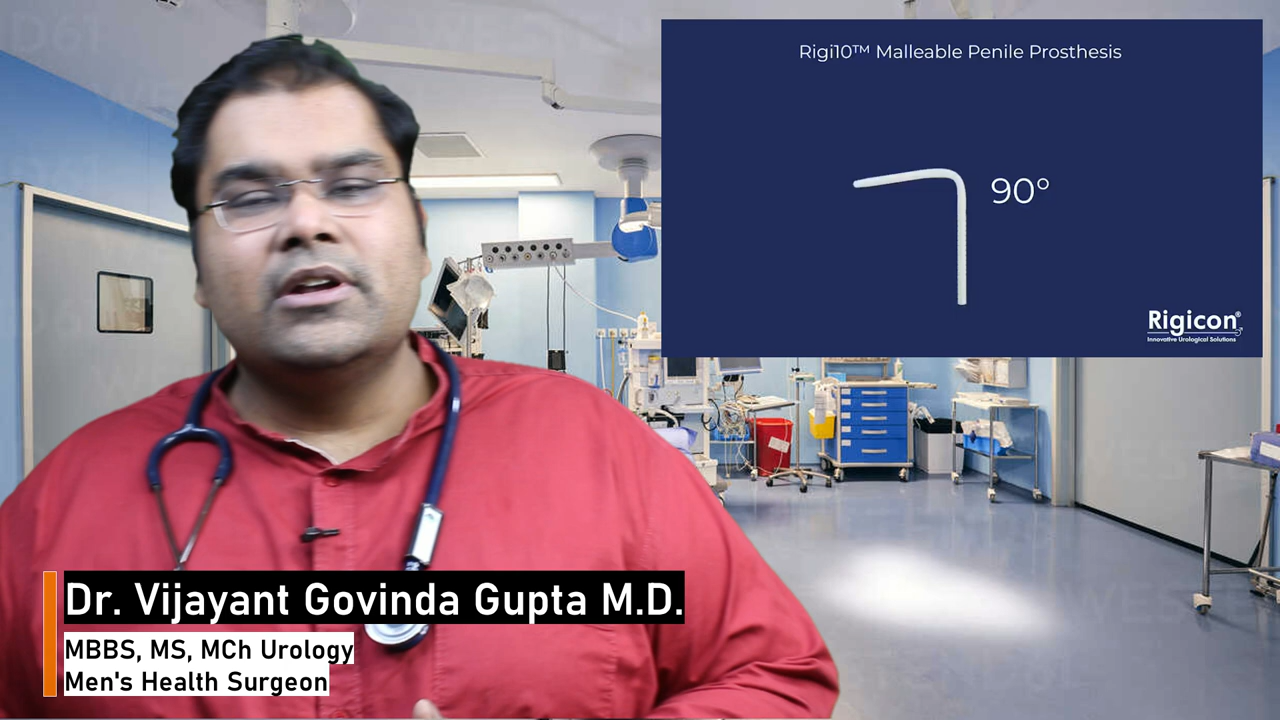 Rigi10™ Malleable Penile Prosthesis
90°
Rigicon®
Innovative Urological Solutions
Dr. Vijayant Govinda Gupta M.D.
MBBS, MS, MCh Urology
Men's Health Surgeon